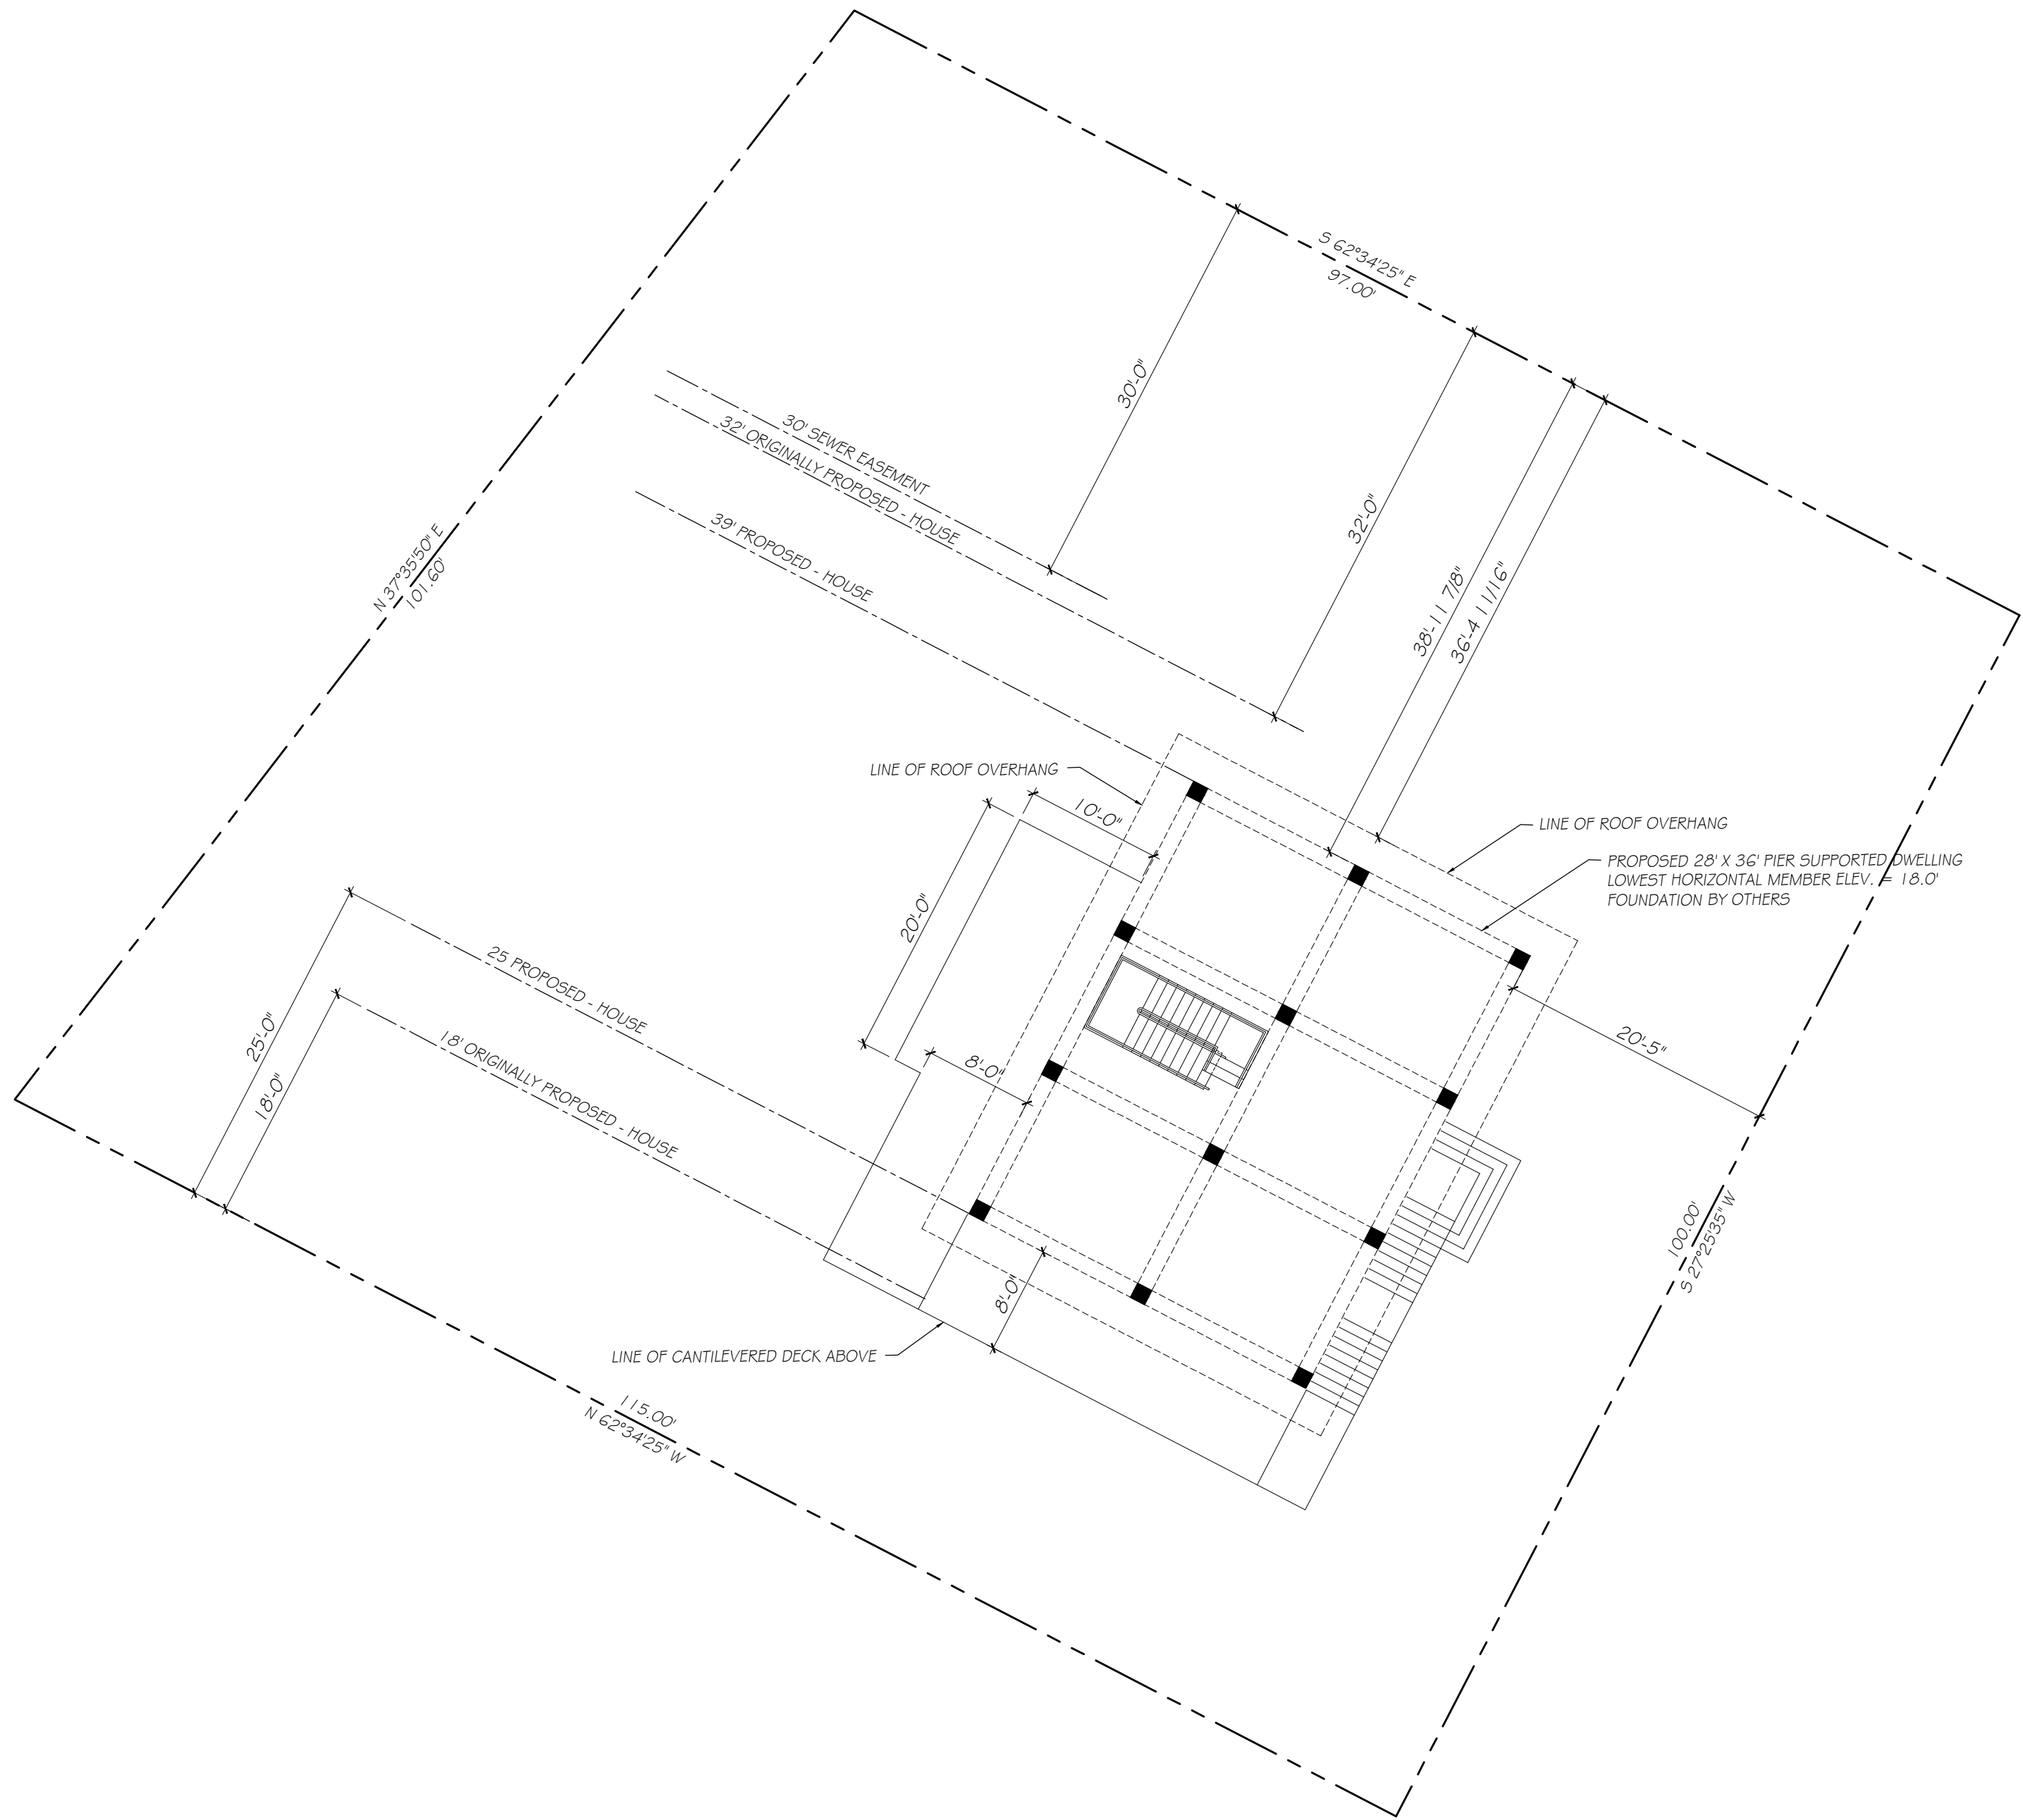 S 62°34'25" E
97.00'
30'-0"
32'-0"
38'-11 7/8"
36'-4 11/16"
30' SEWER EASEMENT
32' ORIGINALLY PROPOSED - HOUSE
39' PROPOSED - HOUSE
N 37°35'50" E
101.60'
LINE OF ROOF OVERHANG
10'-0"
LINE OF ROOF OVERHANG
PROPOSED 28' X 36' PIER SUPPORTED DWELLING
LOWEST HORIZONTAL MEMBER ELEV. = 18.0'
FOUNDATION BY OTHERS
20'-0"
25 PROPOSED - HOUSE
18' ORIGINALLY PROPOSED - HOUSE
25'-0"
18'-0"
8'-0"
20'-5"
100.00'
S 27°25'35" W
8'-0"
LINE OF CANTILEVERED DECK ABOVE
115.00'
N 62°34'25" W